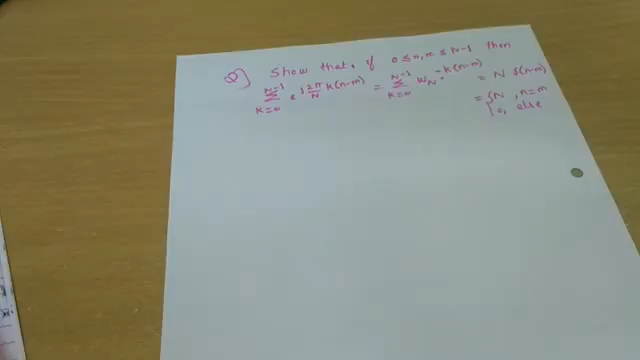 Q) Show that, if 0 ≤ n, m ≤ N-1 then
N-1 Σ k=0 e^{j 2π/N k(n-m)} = N-1 Σ k=0 W_N^{-k(n-m)} = N δ(n-m)
= { N, n=m
0, else